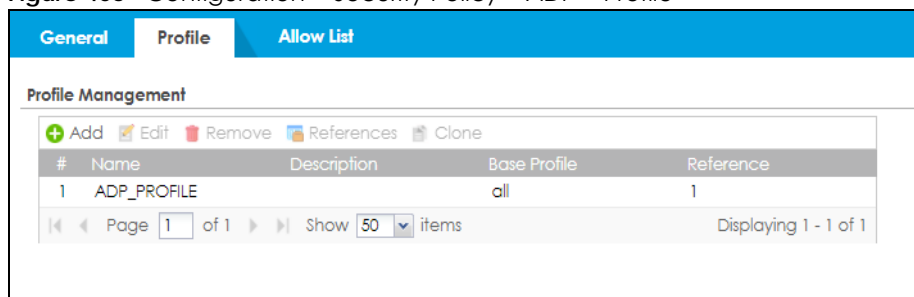 General Profile Allow List
Profile Management
Add Edit Remove References Clone
# Name Description Base Profile Reference
1 ADP_PROFILE all 1
Page 1 of 1 Show 50 items Displaying 1 - 1 of 1